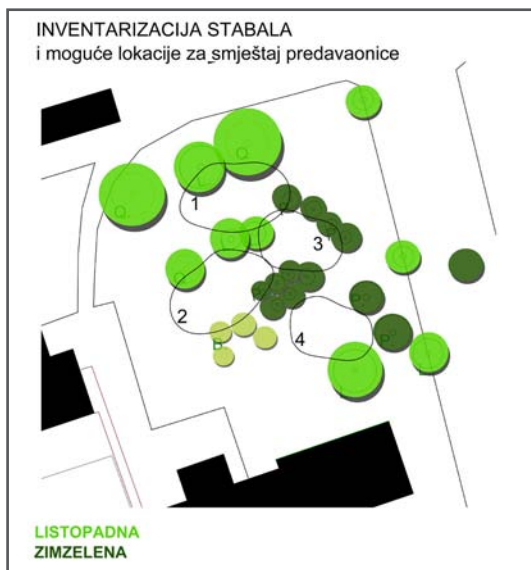 INVENTARIZACIJA STABALA
i moguće lokacije za smještaj predavaonice
Q
L
Q
1
3
Q
2
4
P
P
B
LISTOPADNA
ZIMZELENA